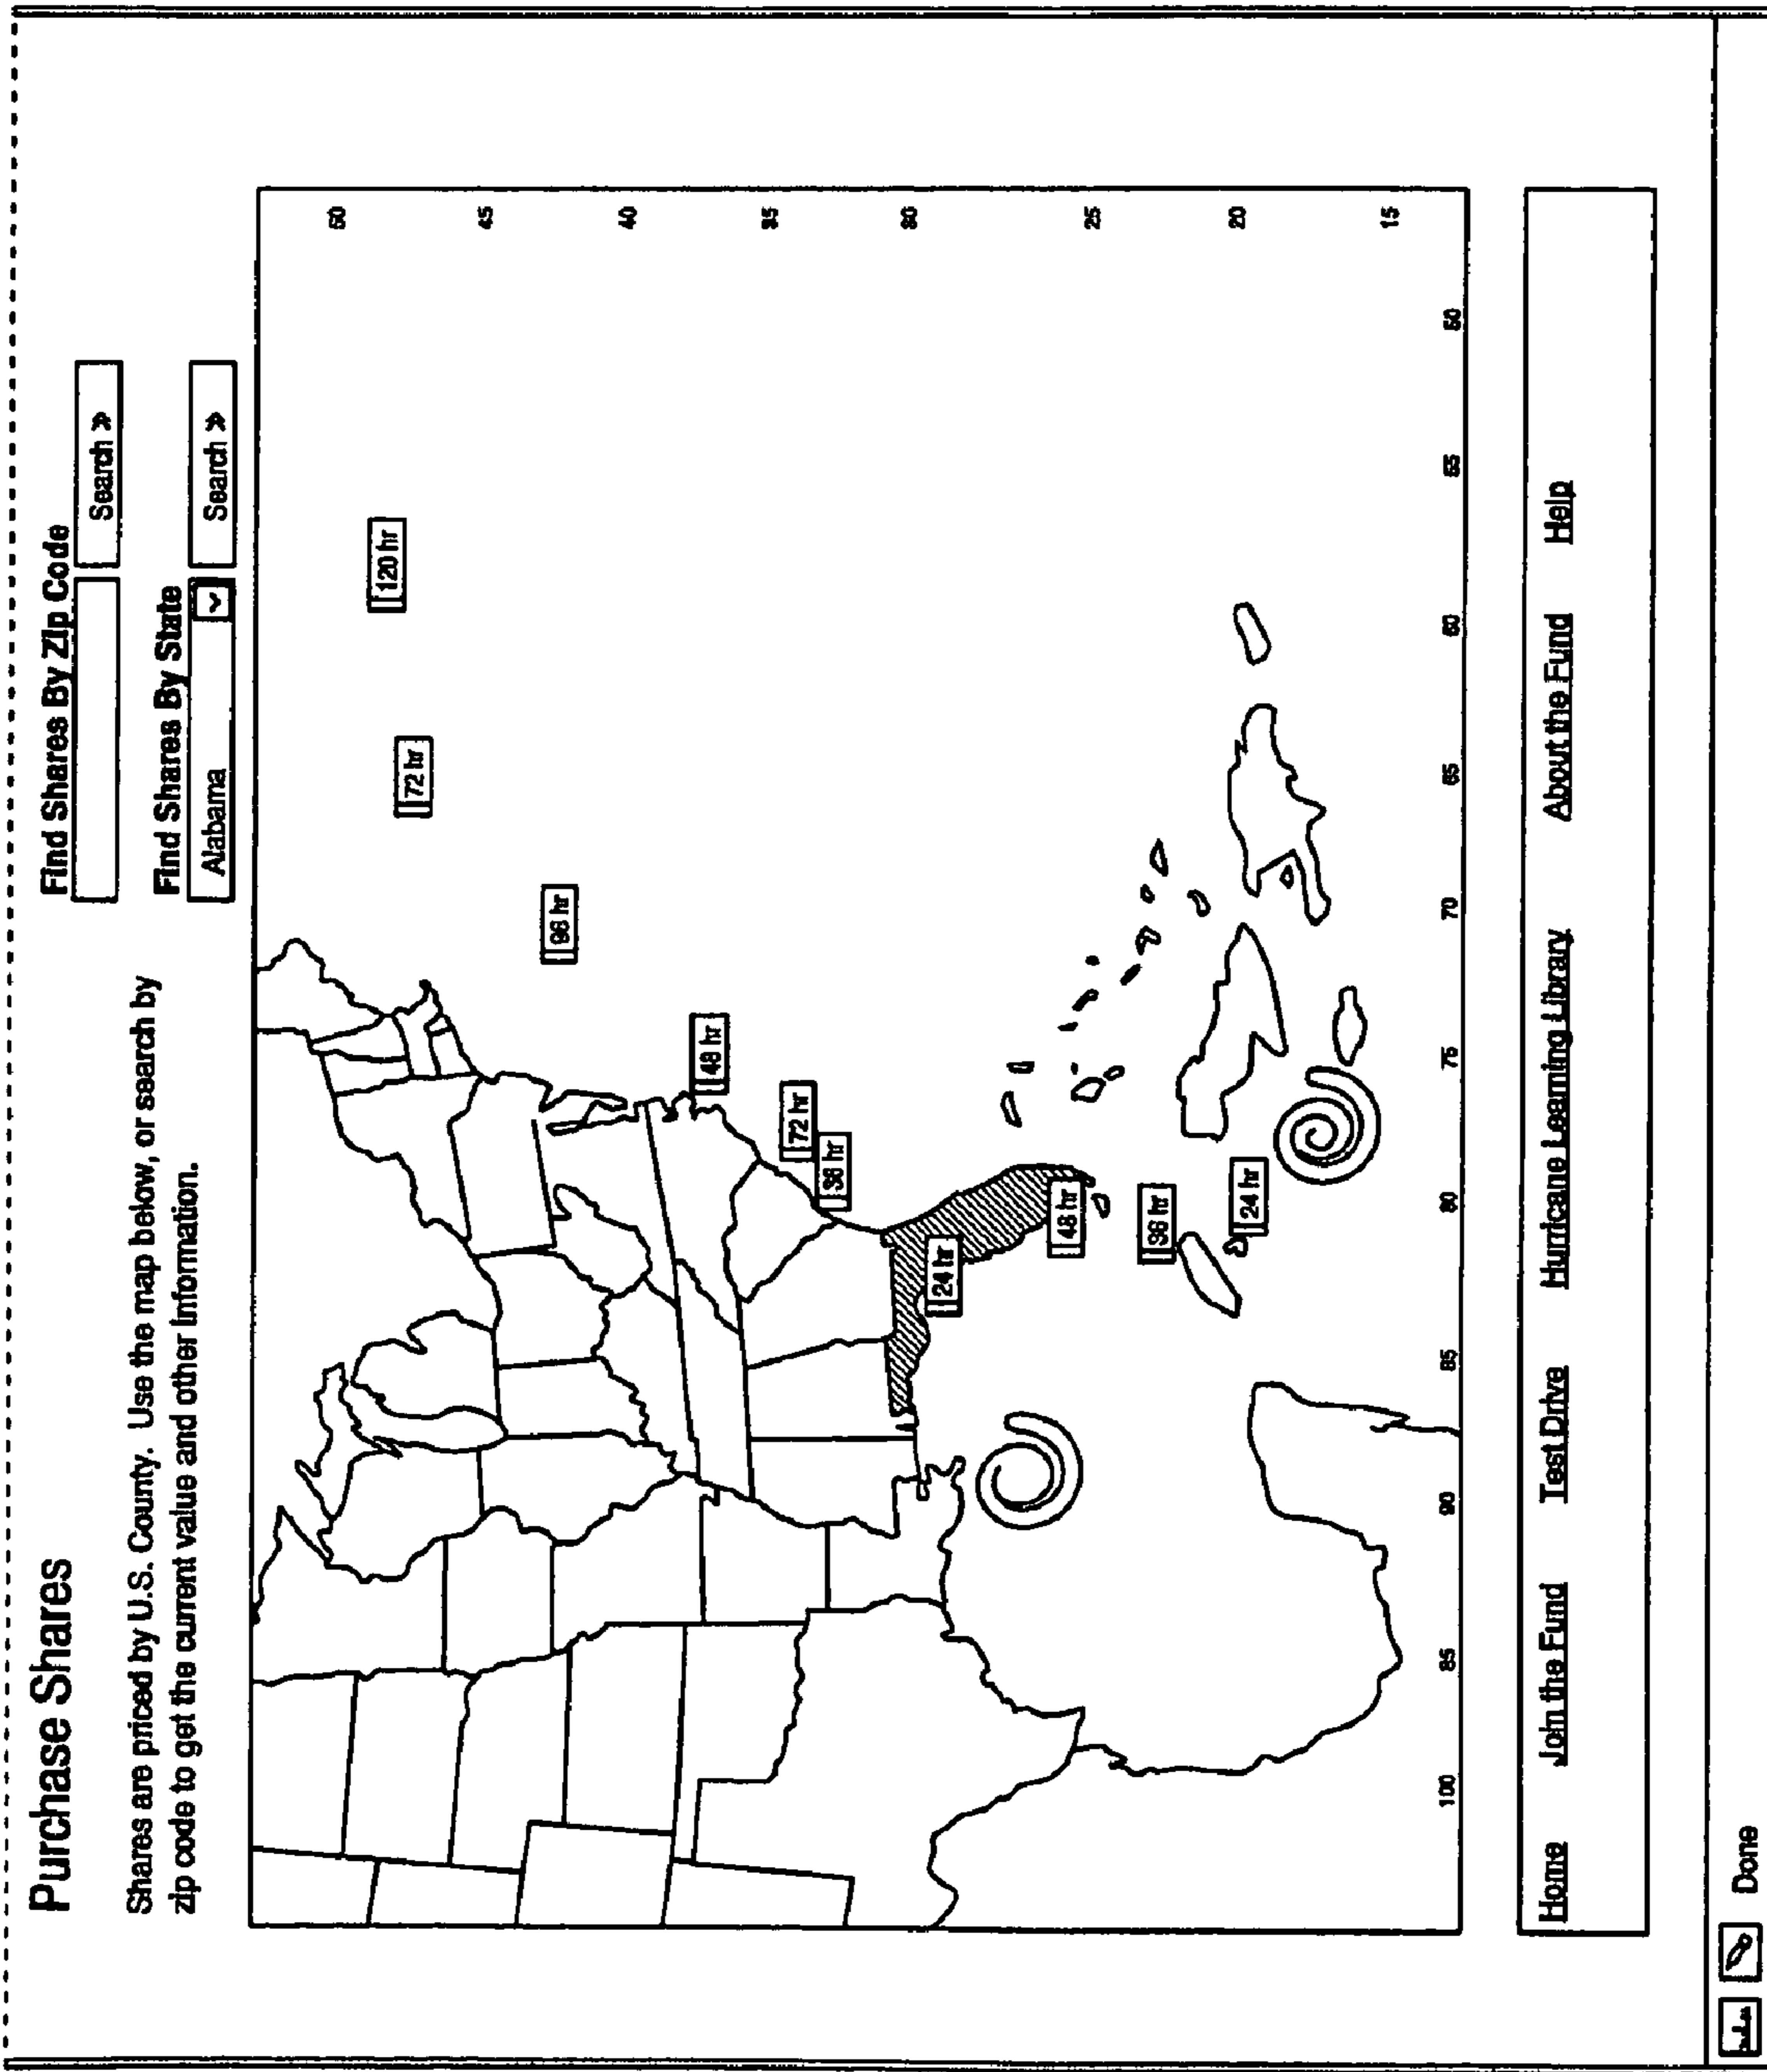 Purchase Shares
Find Shares By Zip Code
Search »
Shares are priced by U.S. County. Use the map below, or search by
zip code to get the current value and other information.
Find Shares By State
Alabama
Search »
50
120 hr
72 hr
45
96 hr
40
48 hr
35
72 hr
36 hr
30
24 hr
48 hr
25
36 hr
24 hr
20
15
100 95 90 85 80 75 70 65 60 55 50
Home Join the Fund Test Drive Hurricane Learning Library About the Fund Help
Done